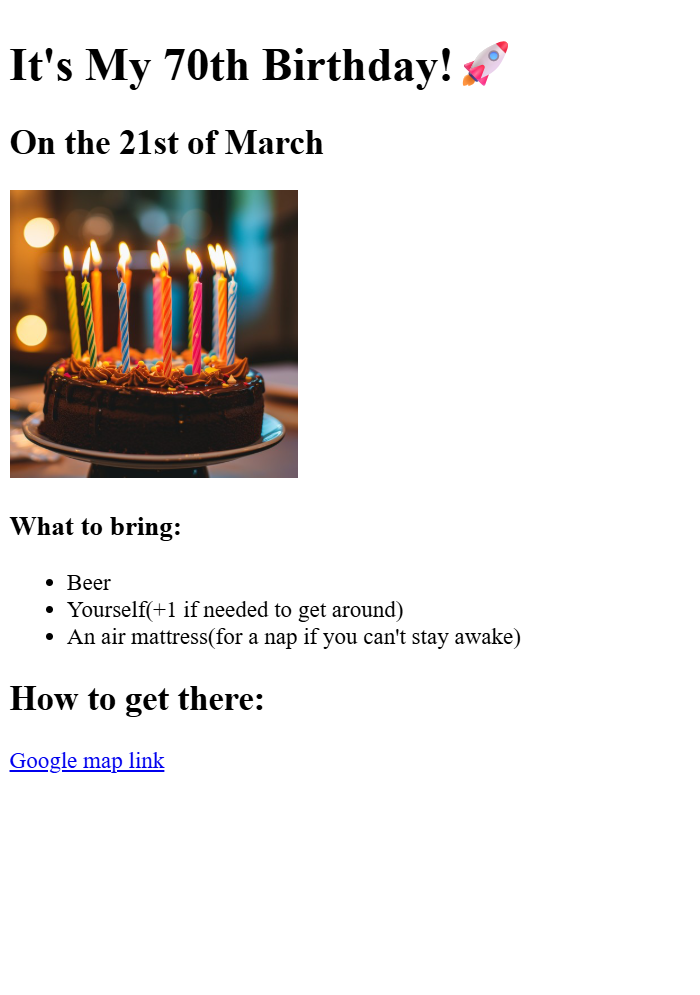 It's My 70th Birthday! 🚀
On the 21st of March
What to bring:
• Beer
• Yourself(+1 if needed to get around)
• An air mattress(for a nap if you can't stay awake)
How to get there:
Google map link